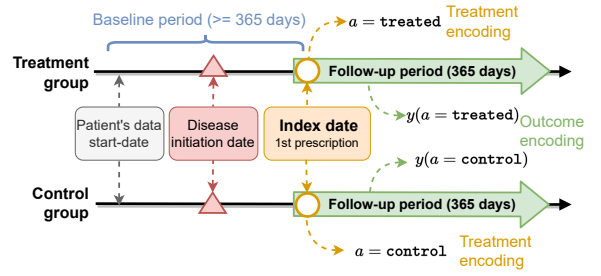 Baseline period (>= 365 days)
a = treated
Treatment
encoding
Treatment
group
Follow-up period (365 days)
Patient's data
start-date
Disease
initiation date
Index date
1st prescription
y(a = treated)
Outcome
encoding
y(a = control)
Control
group
Follow-up period (365 days)
a = control
Treatment
encoding